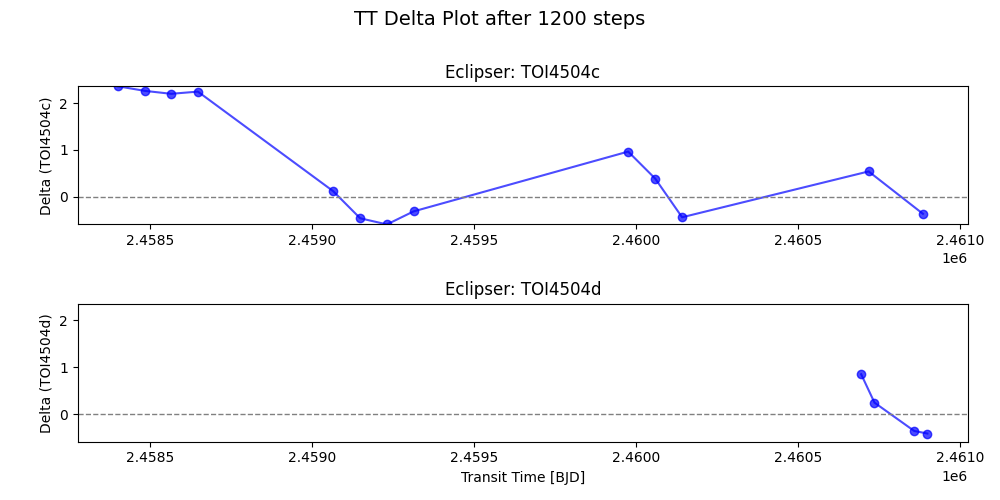 TT Delta Plot after 1200 steps
Eclipser: TOI4504c
Delta (TOI4504c)
2
1
0
2.4585 2.4590 2.4595 2.4600 2.4605 2.4610
1e6
Eclipser: TOI4504d
Delta (TOI4504d)
2
1
0
2.4585 2.4590 2.4595 2.4600 2.4605 2.4610
1e6
Transit Time [BJD]